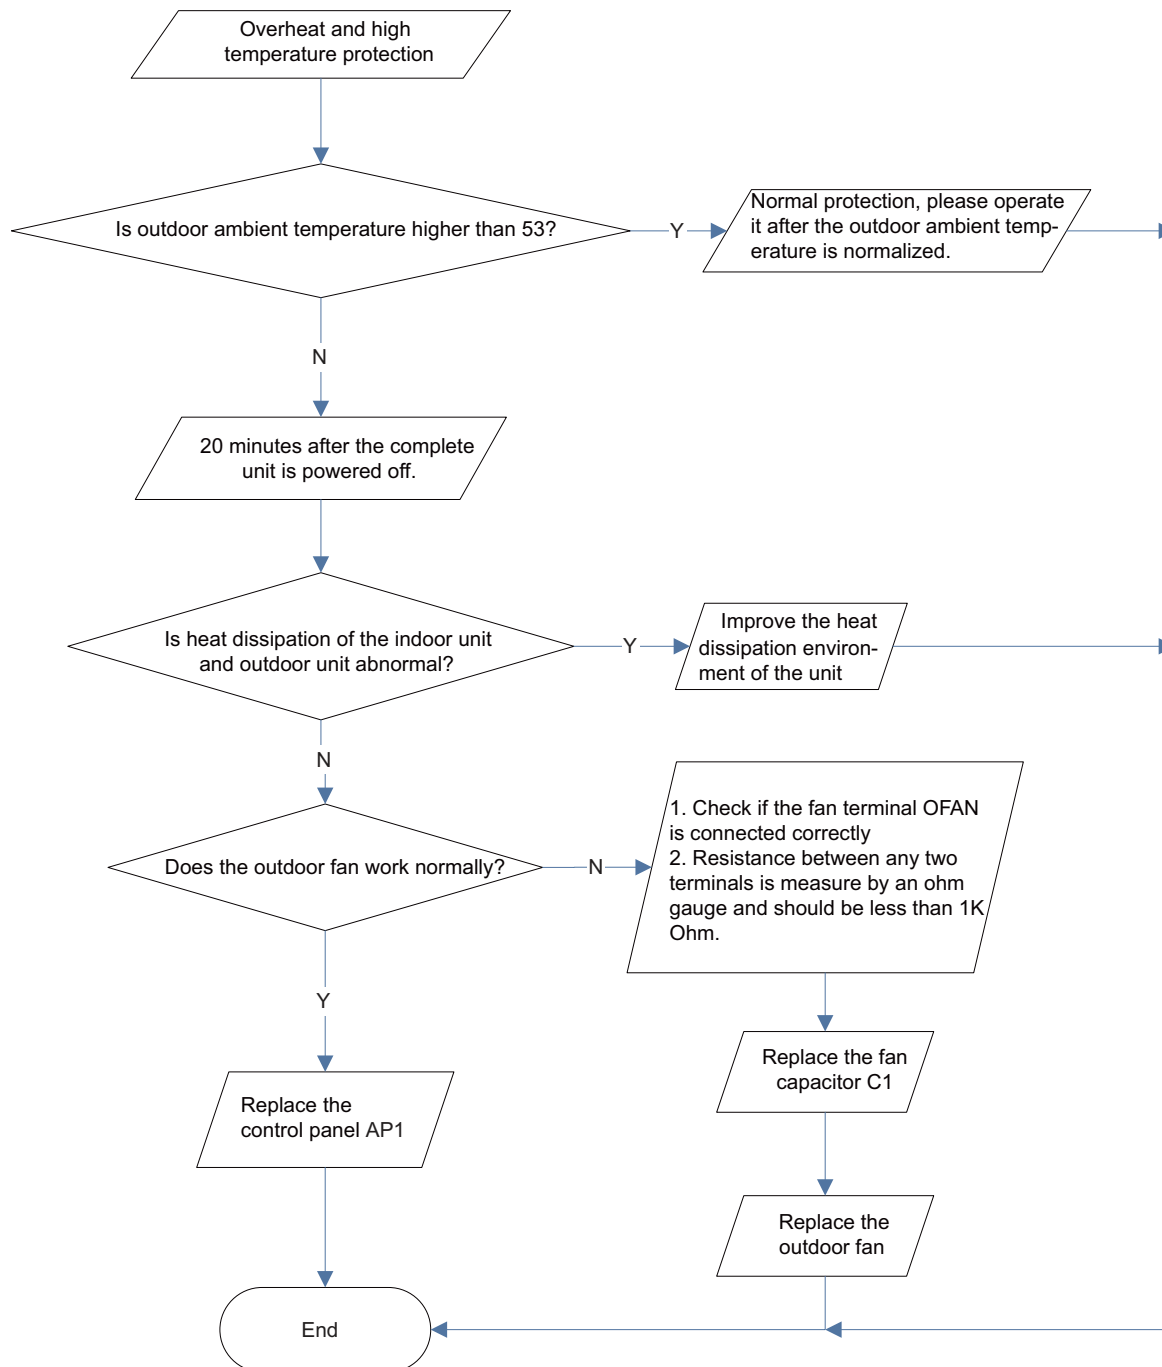 Overheat and high
temperature protection
Is outdoor ambient temperature higher than 53?
Y
Normal protection, please operate
it after the outdoor ambient temp-
erature is normalized.
N
20 minutes after the complete
unit is powered off.
Is heat dissipation of the indoor unit
and outdoor unit abnormal?
Y
Improve the heat
dissipation environ-
ment of the unit
N
Does the outdoor fan work normally?
N
1. Check if the fan terminal OFAN
is connected correctly
2. Resistance between any two
terminals is measure by an ohm
gauge and should be less than 1K
Ohm.
Y
Replace the
control panel AP1
Replace the fan
capacitor C1
Replace the
outdoor fan
End